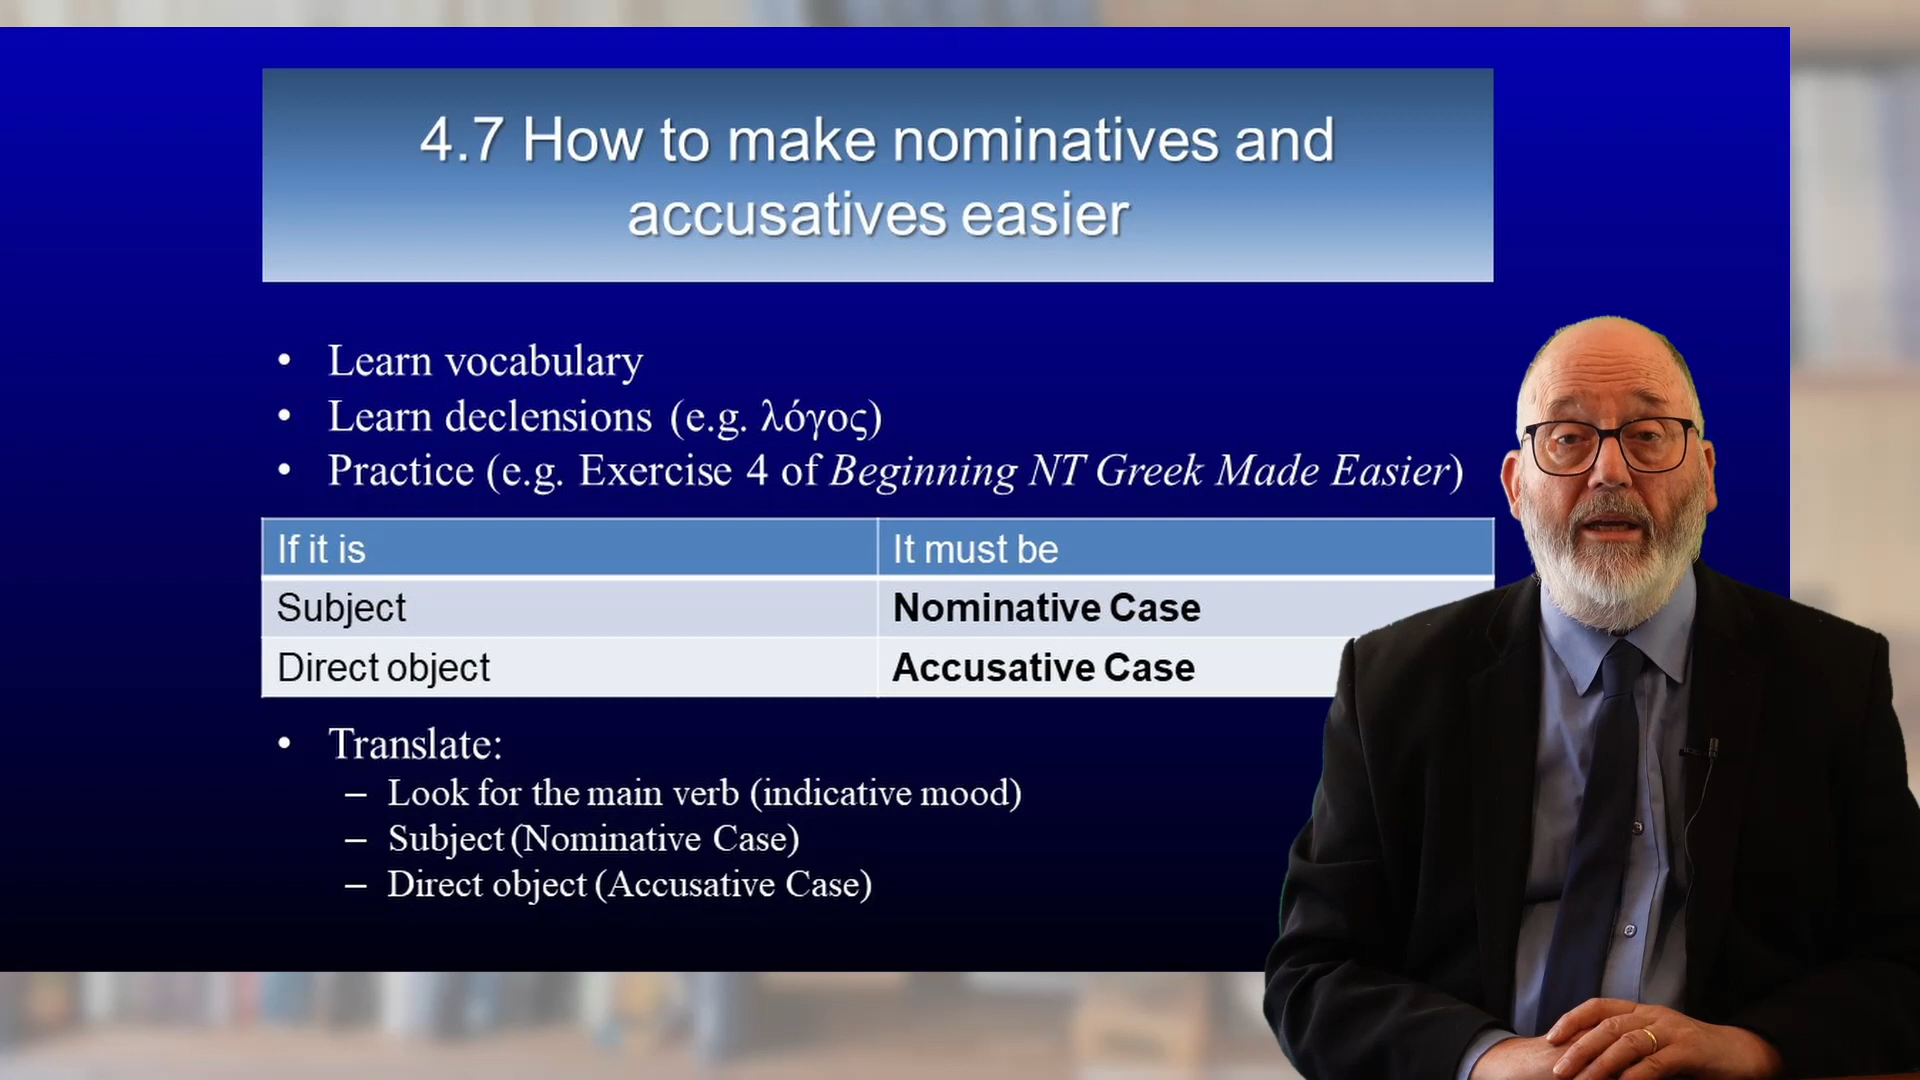 4.7 How to make nominatives and
accusatives easier
• Learn vocabulary
• Learn declensions (e.g. λόγος)
• Practice (e.g. Exercise 4 of Beginning NT Greek Made Easier)
If it is It must be
Subject Nominative Case
Direct object Accusative Case
• Translate:
– Look for the main verb (indicative mood)
– Subject (Nominative Case)
– Direct object (Accusative Case)